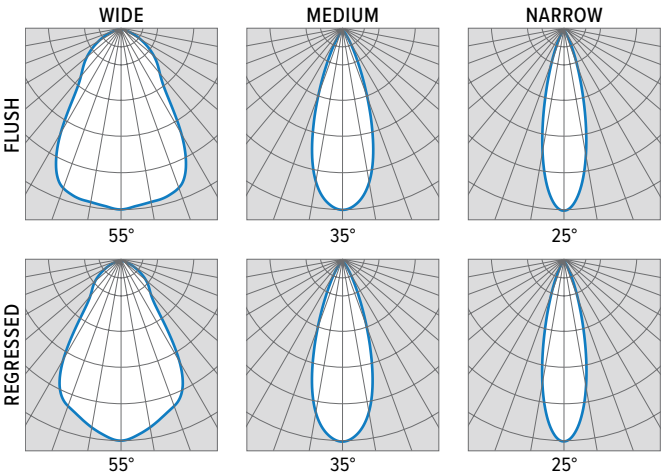 WIDE MEDIUM NARROW
FLUSH
55° 35° 25°
REGRESSED
55° 35° 25°